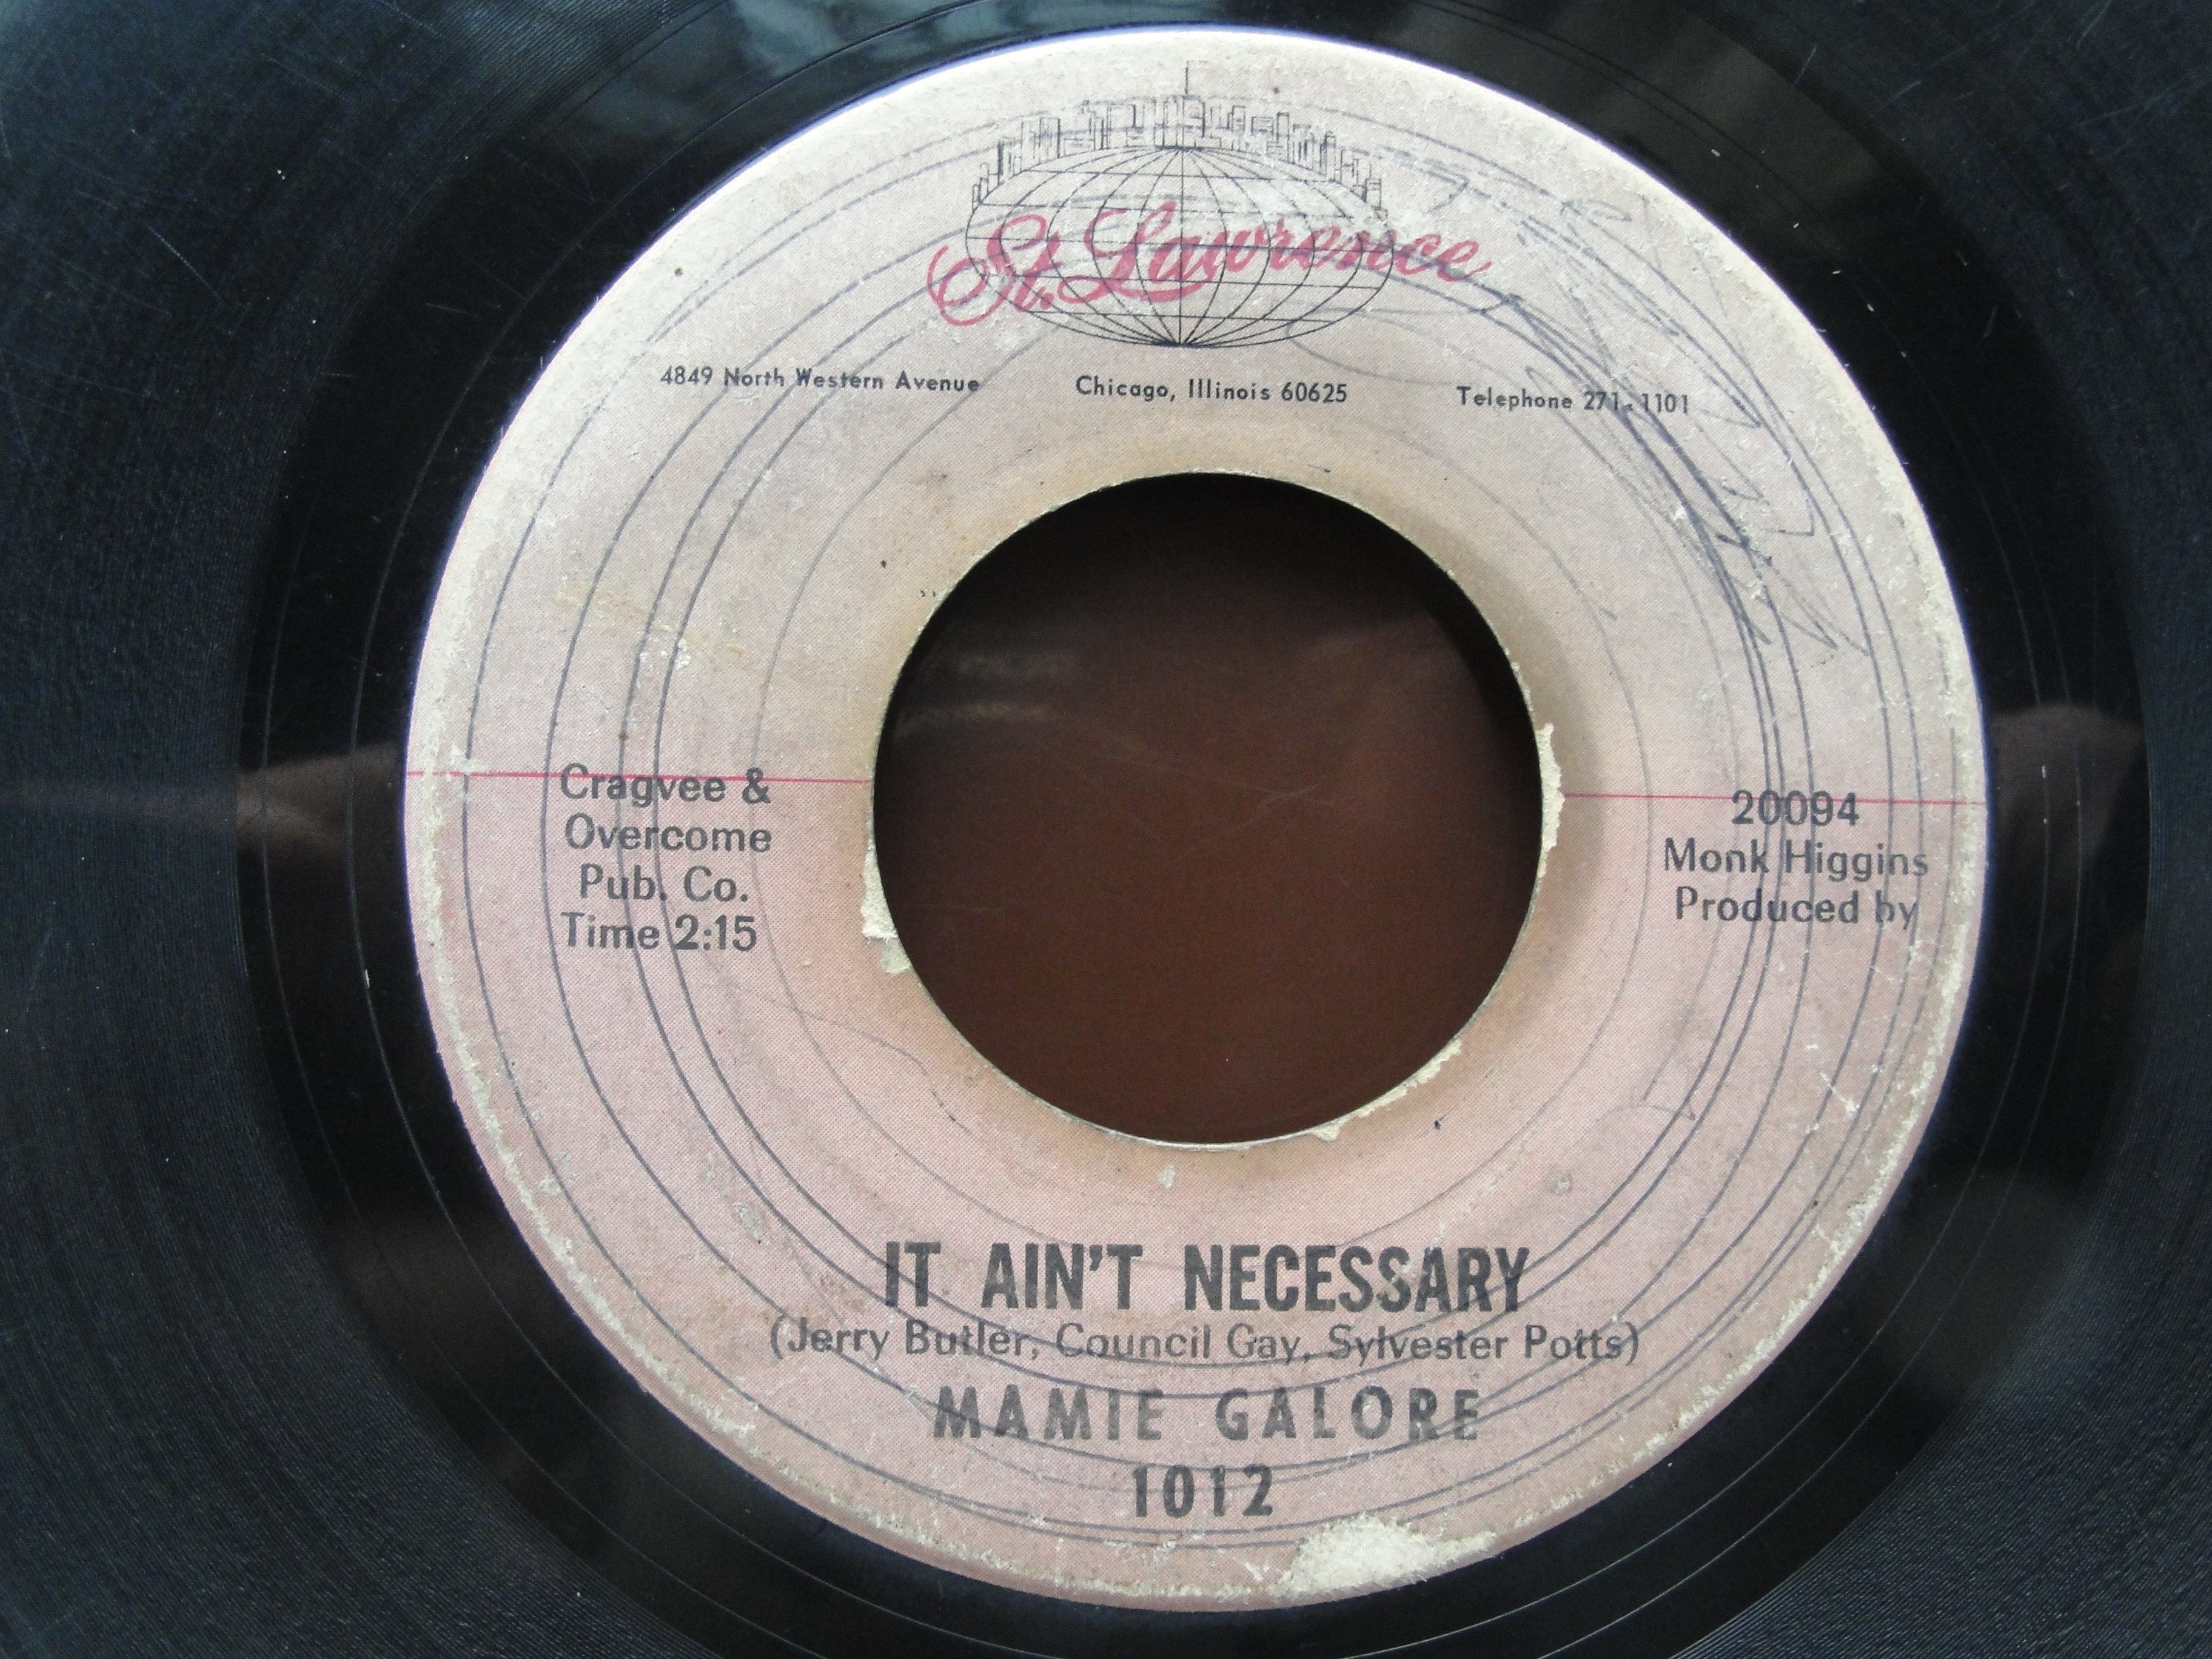 St. Lawrence
4849 North Western Avenue Chicago, Illinois 60625 Telephone 271-1101
Cragvee &
Overcome
Pub. Co.
Time 2:15
20094
Monk Higgins
Produced by
IT AIN'T NECESSARY
(Jerry Butler, Council Gay, Sylvester Potts)
MAMIE GALORE
1012